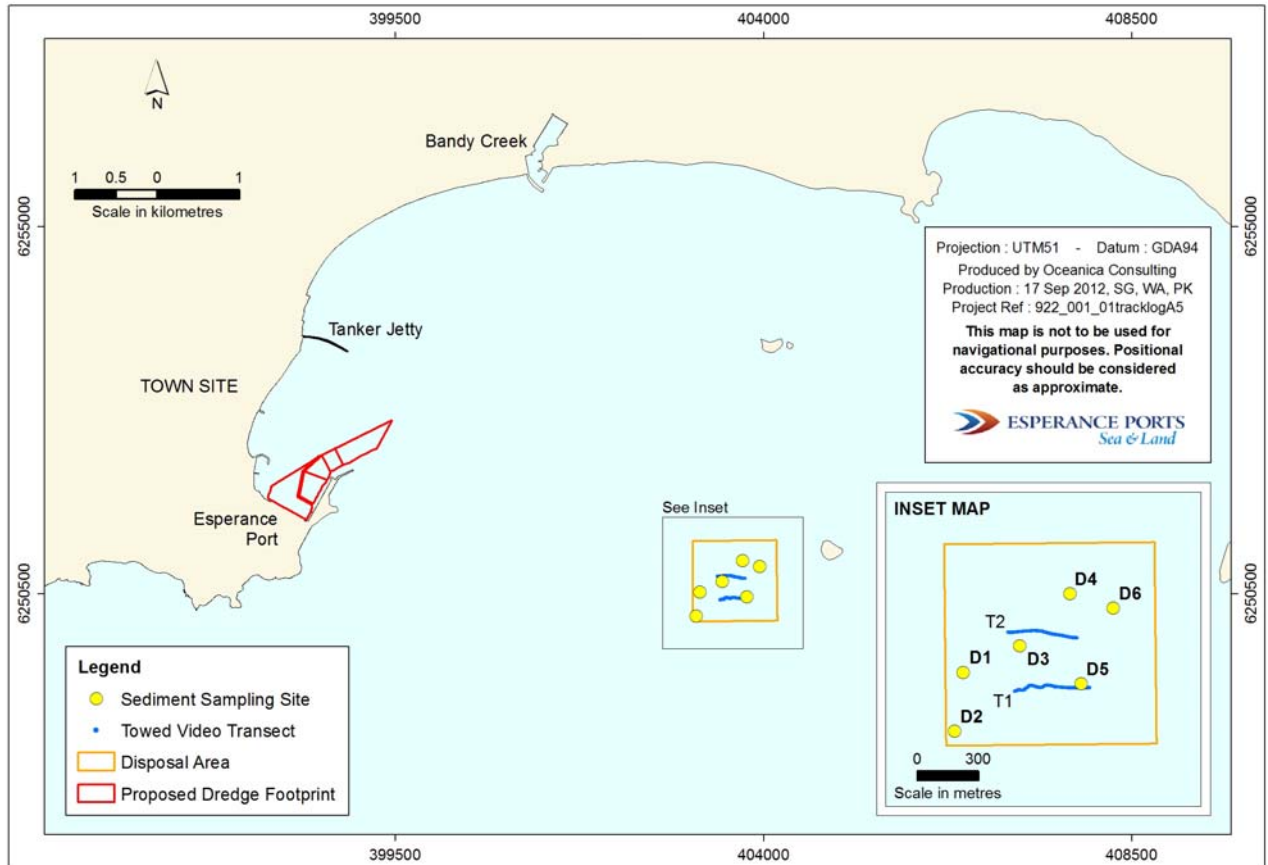 399500
404000
408500
N
Bandy Creek
1 0.5 0 1
Scale in kilometres
6255000
6255000
Projection : UTM51 - Datum : GDA94
Produced by Oceanica Consulting
Production : 17 Sep 2012, SG, WA, PK
Project Ref : 922_001_01tracklogA5
This map is not to be used for
navigational purposes. Positional
accuracy should be considered
as approximate.
ESPERANCE PORTS
Sea & Land
Tanker Jetty
TOWN SITE
Esperance
Port
See Inset
6250500
6250500
INSET MAP
D4
D6
T2
D3
D1
D5
T1
D2
0 300
Scale in metres
Legend
Sediment Sampling Site
Towed Video Transect
Disposal Area
Proposed Dredge Footprint
399500
404000
408500